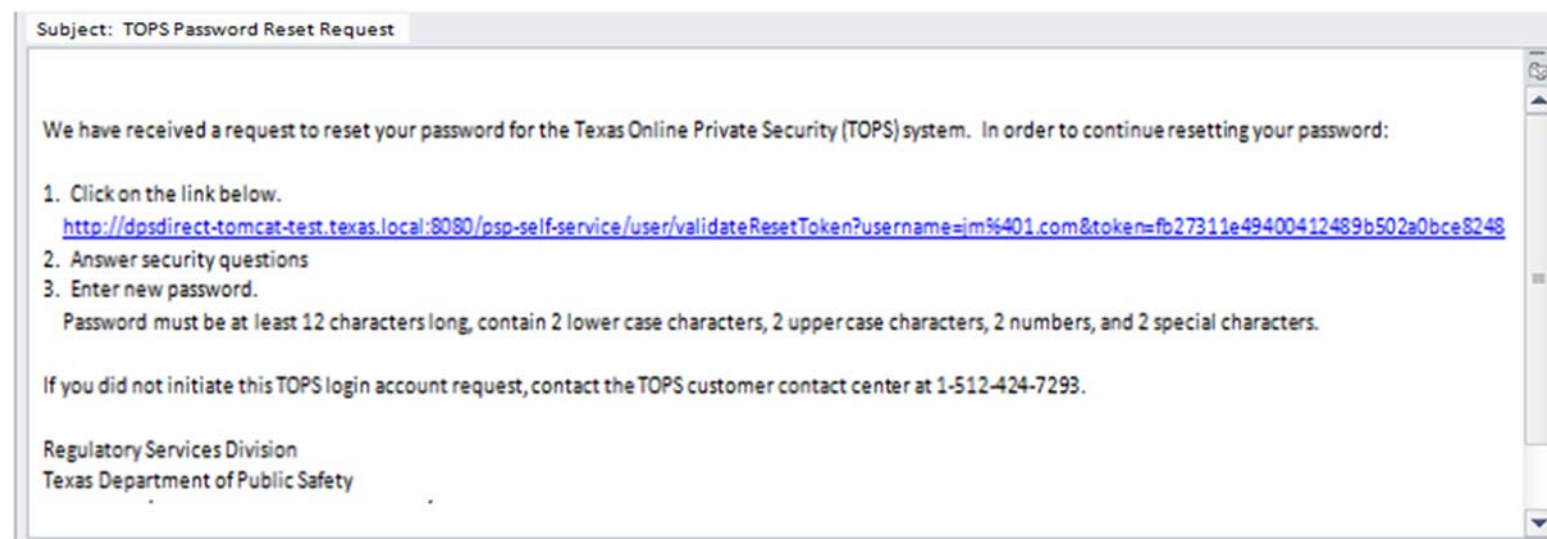 Subject: TOPS Password Reset Request
We have received a request to reset your password for the Texas Online Private Security (TOPS) system. In order to continue resetting your password:
1. Click on the link below.
http://dpsdirect-tomcat-test.texas.local:8080/psp-self-service/user/validateResetToken?username=jm%401.com&token=fb27311e49400412489b502a0bce8248
2. Answer security questions
3. Enter new password.
Password must be at least 12 characters long, contain 2 lower case characters, 2 upper case characters, 2 numbers, and 2 special characters.
If you did not initiate this TOPS login account request, contact the TOPS customer contact center at 1-512-424-7293.
Regulatory Services Division
Texas Department of Public Safety